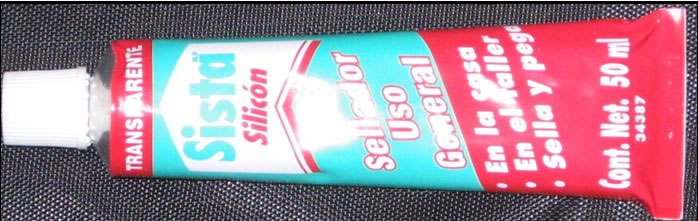 TRANSPARENTE
Sista
M.R.
Silicón
Sellador
Uso
General
• En la casa
• En el taller
• Sella y pega
Cont. Net. 50 ml
34387